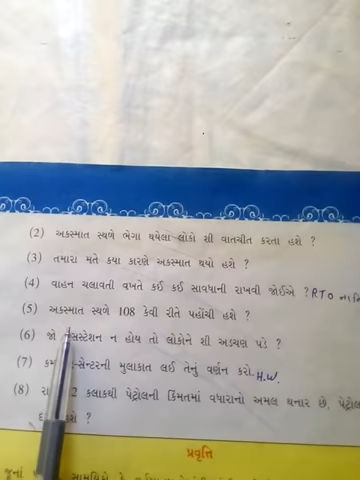 (2) અકસ્માત સ્થળે ભેગા થયેલા લોકો શી વાતચીત કરતા હશે ?
(3) તમારા મતે કયા કારણે અકસ્માત થયો હશે ?
(4) વાહન ચલાવતી વખતે કઈ કઈ સાવધાની રાખવી જોઈએ ? RTO ના
(5) અકસ્માત સ્થળે 108 કેવી રીતે પહોંચી હશે ?
(6) જો સસ્ટેશન ન હોય તો લોકોને શી અડચણ પડે ?
(7) સેન્ટરની મુલાકાત લઈ તેનું વર્ણન કરો. H.W.
(8) 2 કલાકથી પેટ્રોલની કિંમતમાં વધારાનો અમલ થનાર છે, પેટ્રોલ
શે ?
પ્રવૃત્તિ
જૂનાં